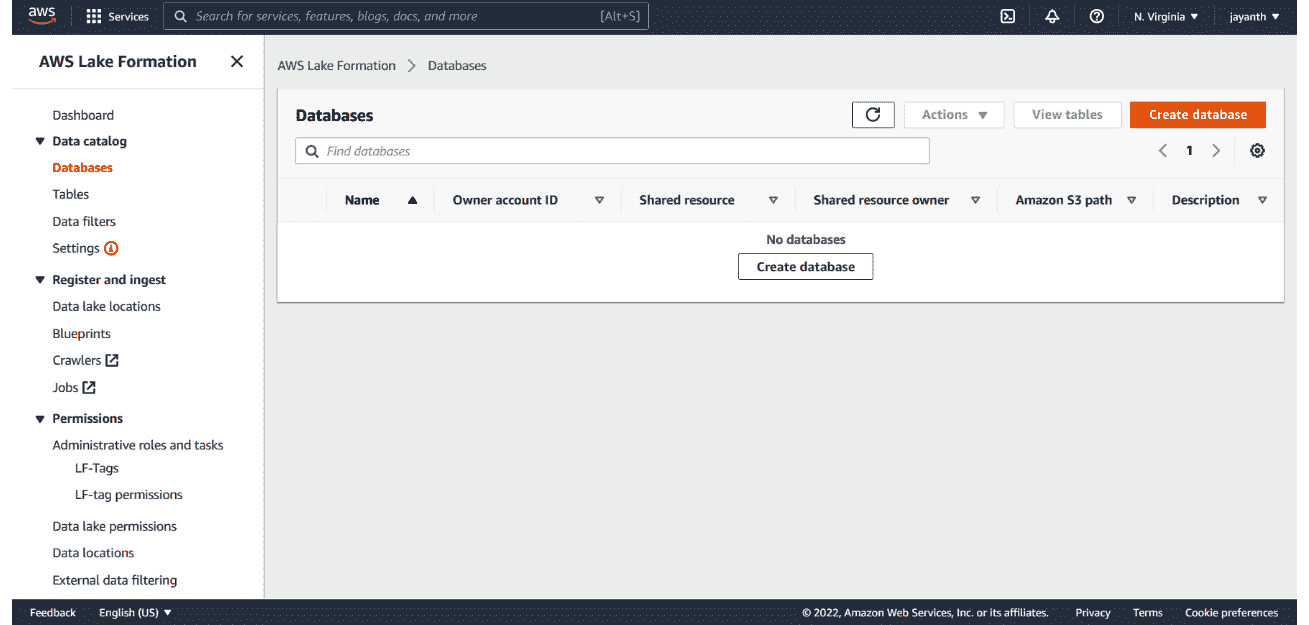 aws Services Search for services, features, blogs, docs, and more [Alt+S] N. Virginia jayanth
AWS Lake Formation
Dashboard
Data catalog
Databases
Tables
Data filters
Settings
Register and ingest
Data lake locations
Blueprints
Crawlers
Jobs
Permissions
Administrative roles and tasks
LF-Tags
LF-tag permissions
Data lake permissions
Data locations
External data filtering
AWS Lake Formation Databases
Databases Actions View tables Create database
Find databases 1
Name Owner account ID Shared resource Shared resource owner Amazon S3 path Description
No databases
Create database
Feedback English (US) © 2022, Amazon Web Services, Inc. or its affiliates. Privacy Terms Cookie preferences